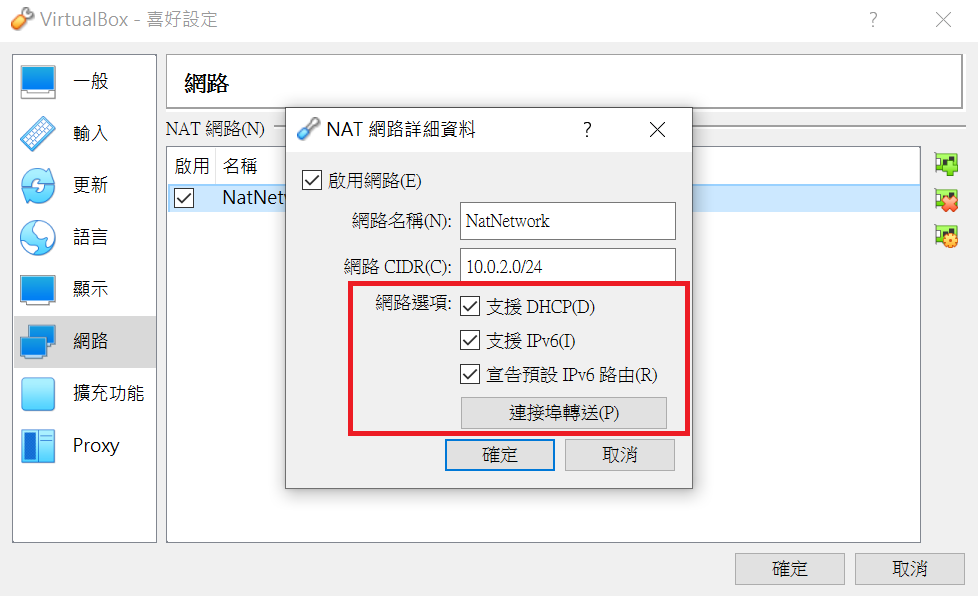 VirtualBox - 喜好設定
?
一般
輸入
更新
語言
顯示
網路
擴充功能
Proxy
網路
NAT 網路(N)
啟用 名稱
NatNet
NAT 網路詳細資料
?
啟用網路(E)
網路名稱(N): NatNetwork
網路 CIDR(C): 10.0.2.0/24
網路選項: 支援 DHCP(D)
支援 IPv6(I)
宣告預設 IPv6 路由(R)
連接埠轉送(P)
確定 取消
確定 取消